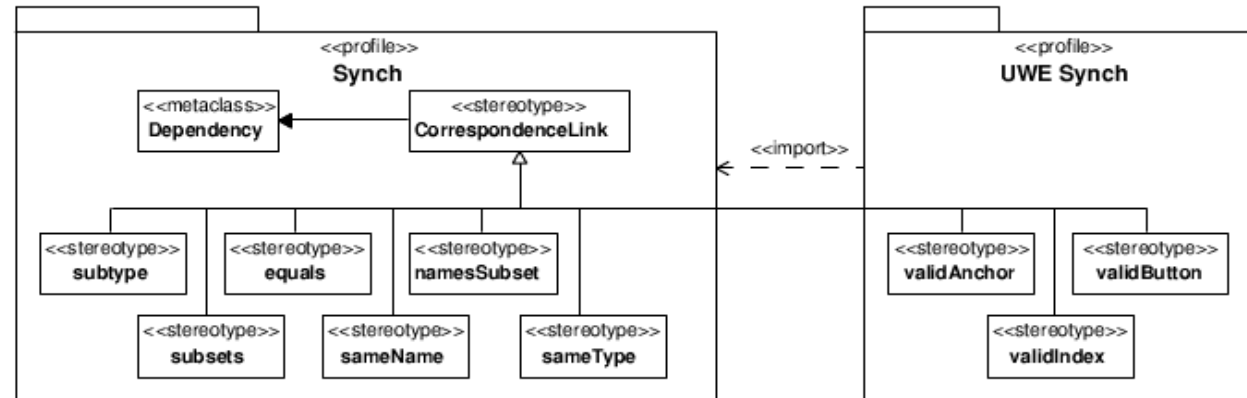 <<profile>>
Synch
<<metaclass>>
Dependency
<<stereotype>>
CorrespondenceLink
<<stereotype>>
subtype
<<stereotype>>
equals
<<stereotype>>
namesSubset
<<stereotype>>
subsets
<<stereotype>>
sameName
<<stereotype>>
sameType
<<import>>
<<profile>>
UWE Synch
<<stereotype>>
validAnchor
<<stereotype>>
validButton
<<stereotype>>
validIndex